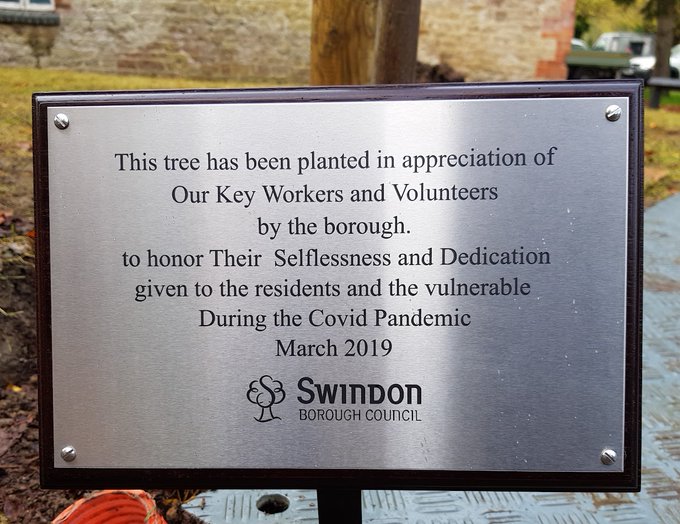 This tree has been planted in appreciation of
Our Key Workers and Volunteers
by the borough.
to honor Their Selflessness and Dedication
given to the residents and the vulnerable
During the Covid Pandemic
March 2019
SWINDON
BOROUGH COUNCIL